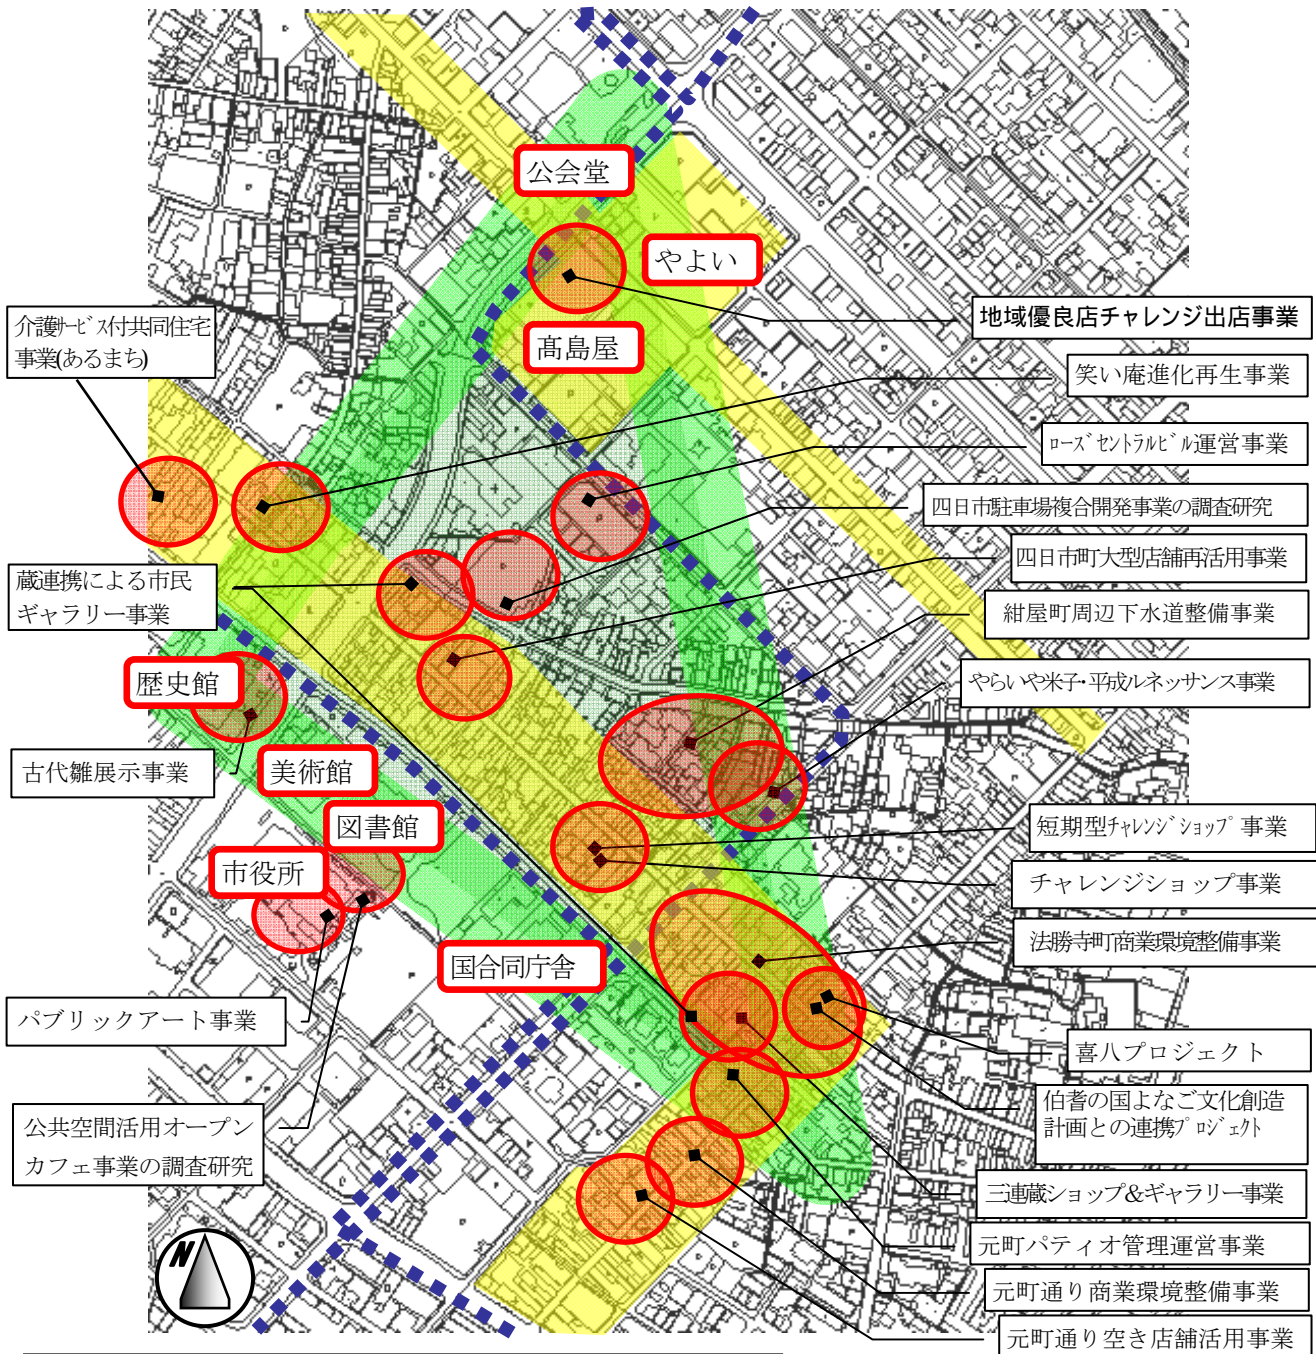 公会堂
やよい
髙島屋
地域優良店チャレンジ出店事業
介護サービス付共同住宅
事業(あるまち)
笑い庵進化再生事業
ローズセントラルビル運営事業
四日市駐車場複合開発事業の調査研究
四日市町大型店舗再活用事業
蔵連携による市民
ギャラリー事業
紺屋町周辺下水道整備事業
歴史館
やらいや米子・平成ルネッサンス事業
古代雛展示事業
美術館
図書館
短期型チャレンジショップ事業
市役所
チャレンジショップ事業
法勝寺町商業環境整備事業
国合同庁舎
パブリックアート事業
喜八プロジェクト
伯耆の国よなご文化創造
計画との連携プロジェクト
公共空間活用オープン
カフェ事業の調査研究
三連蔵ショップ&ギャラリー事業
元町パティオ管理運営事業
元町通り商業環境整備事業
元町通り空き店舗活用事業
N